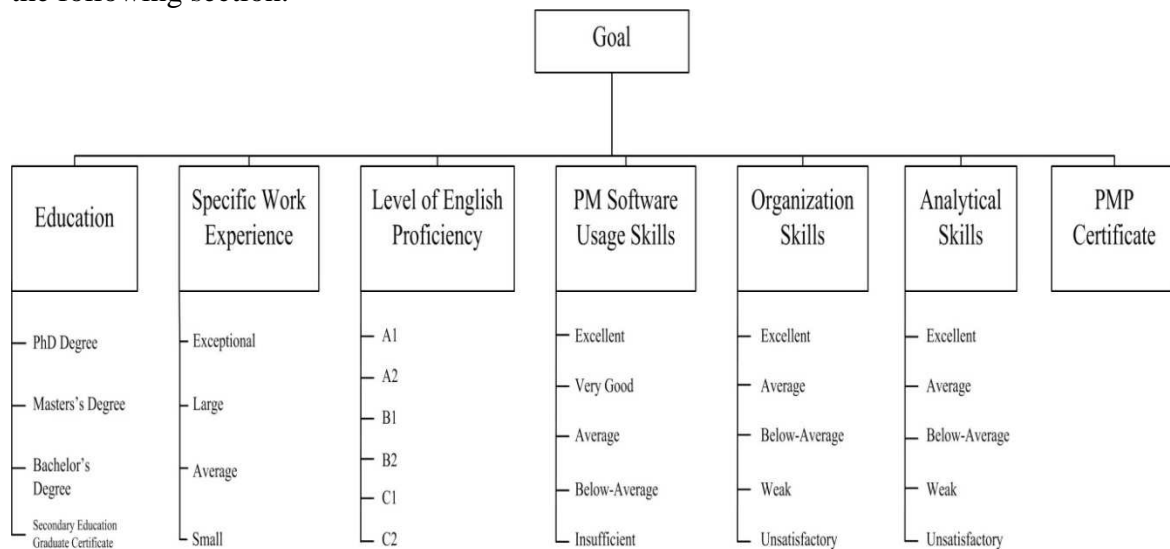 the following section.
Goal
Education
Specific Work
Experience
Level of English
Proficiency
PM Software
Usage Skills
Organization
Skills
Analytical
Skills
PMP
Certificate
PhD Degree
Masters's Degree
Bachelor's
Degree
Secondary Education
Graduate Certificate
Exceptional
Large
Average
Small
A1
A2
B1
B2
C1
C2
Excellent
Very Good
Average
Below-Average
Insufficient
Excellent
Average
Below-Average
Weak
Unsatisfactory
Excellent
Average
Below-Average
Weak
Unsatisfactory